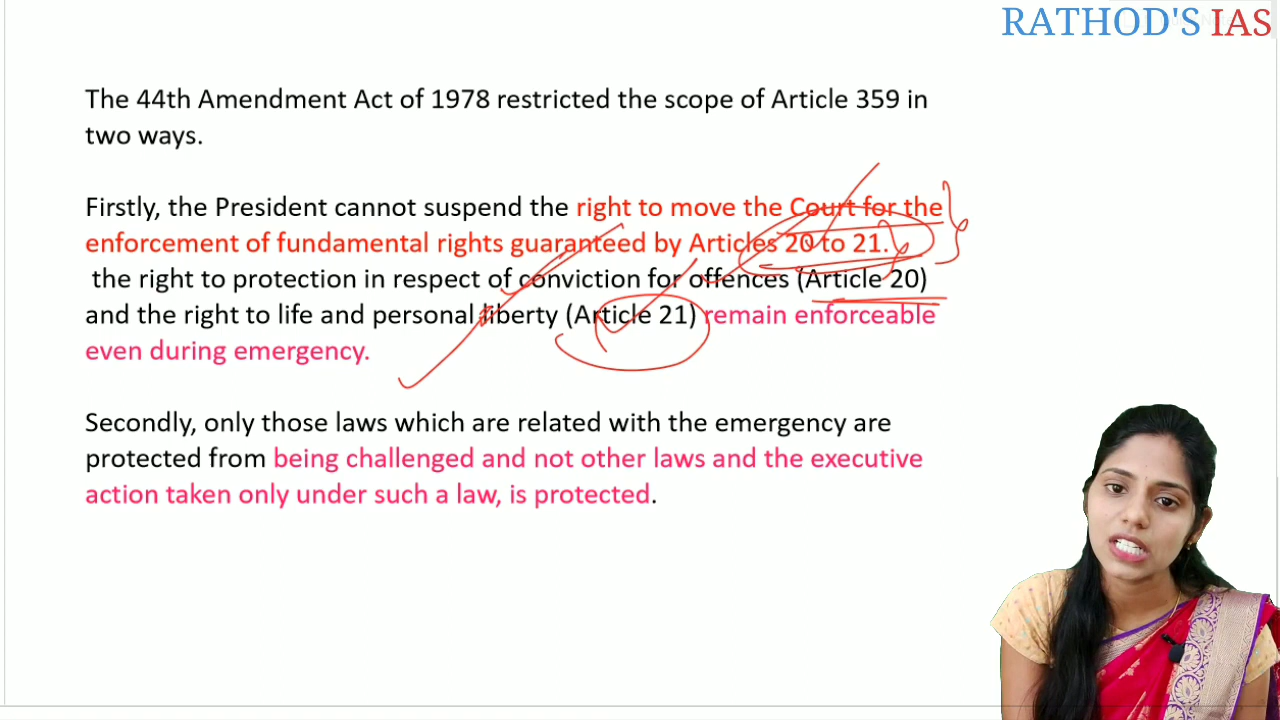 RATHOD'S IAS
The 44th Amendment Act of 1978 restricted the scope of Article 359 in
two ways.
Firstly, the President cannot suspend the right to move the Court for the
enforcement of fundamental rights guaranteed by Articles 20 to 21.
the right to protection in respect of conviction for offences (Article 20)
and the right to life and personal liberty (Article 21) remain enforceable
even during emergency.
Secondly, only those laws which are related with the emergency are
protected from being challenged and not other laws and the executive
action taken only under such a law, is protected.